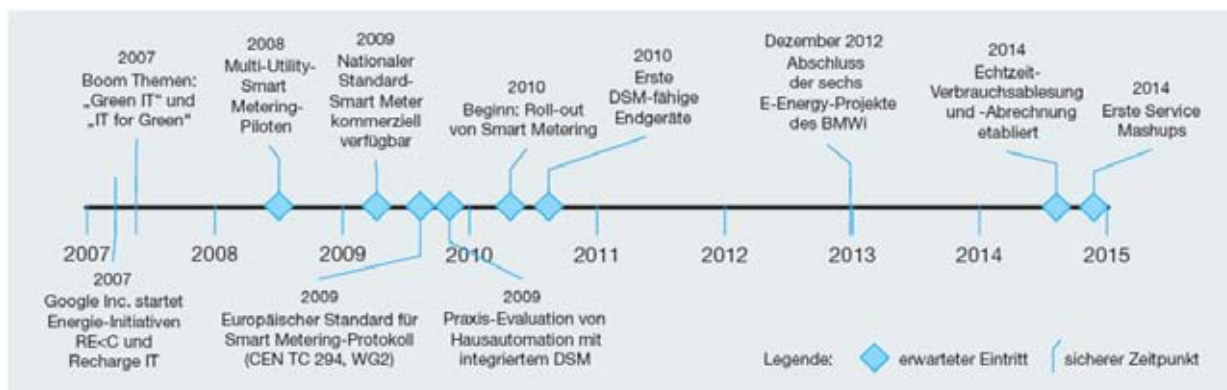 2007
Boom Themen:
„Green IT“ und
„IT for Green“
2008
Multi-Utility-
Smart
Metering-
Piloten
2009
Nationaler
Standard-
Smart Meter
kommerziell
verfügbar
2010
Beginn: Roll-out
von Smart Metering
2010
Erste
DSM-fähige
Endgeräte
Dezember 2012
Abschluss
der sechs
E-Energy-Projekte
des BMWi
2014
Echtzeit-
Verbrauchsablesung
und -Abrechnung
etabliert
2014
Erste Service
Mashups
2007 2008 2009 2010 2011 2012 2013 2014 2015
2007
Google Inc. startet
Energie-Initiativen
RE<C und
Recharge IT
2009
Europäischer Standard für
Smart Metering-Protokoll
(CEN TC 294, WG2)
2009
Praxis-Evaluation von
Hausautomation mit
integriertem DSM
Legende: erwarteter Eintritt sicherer Zeitpunkt